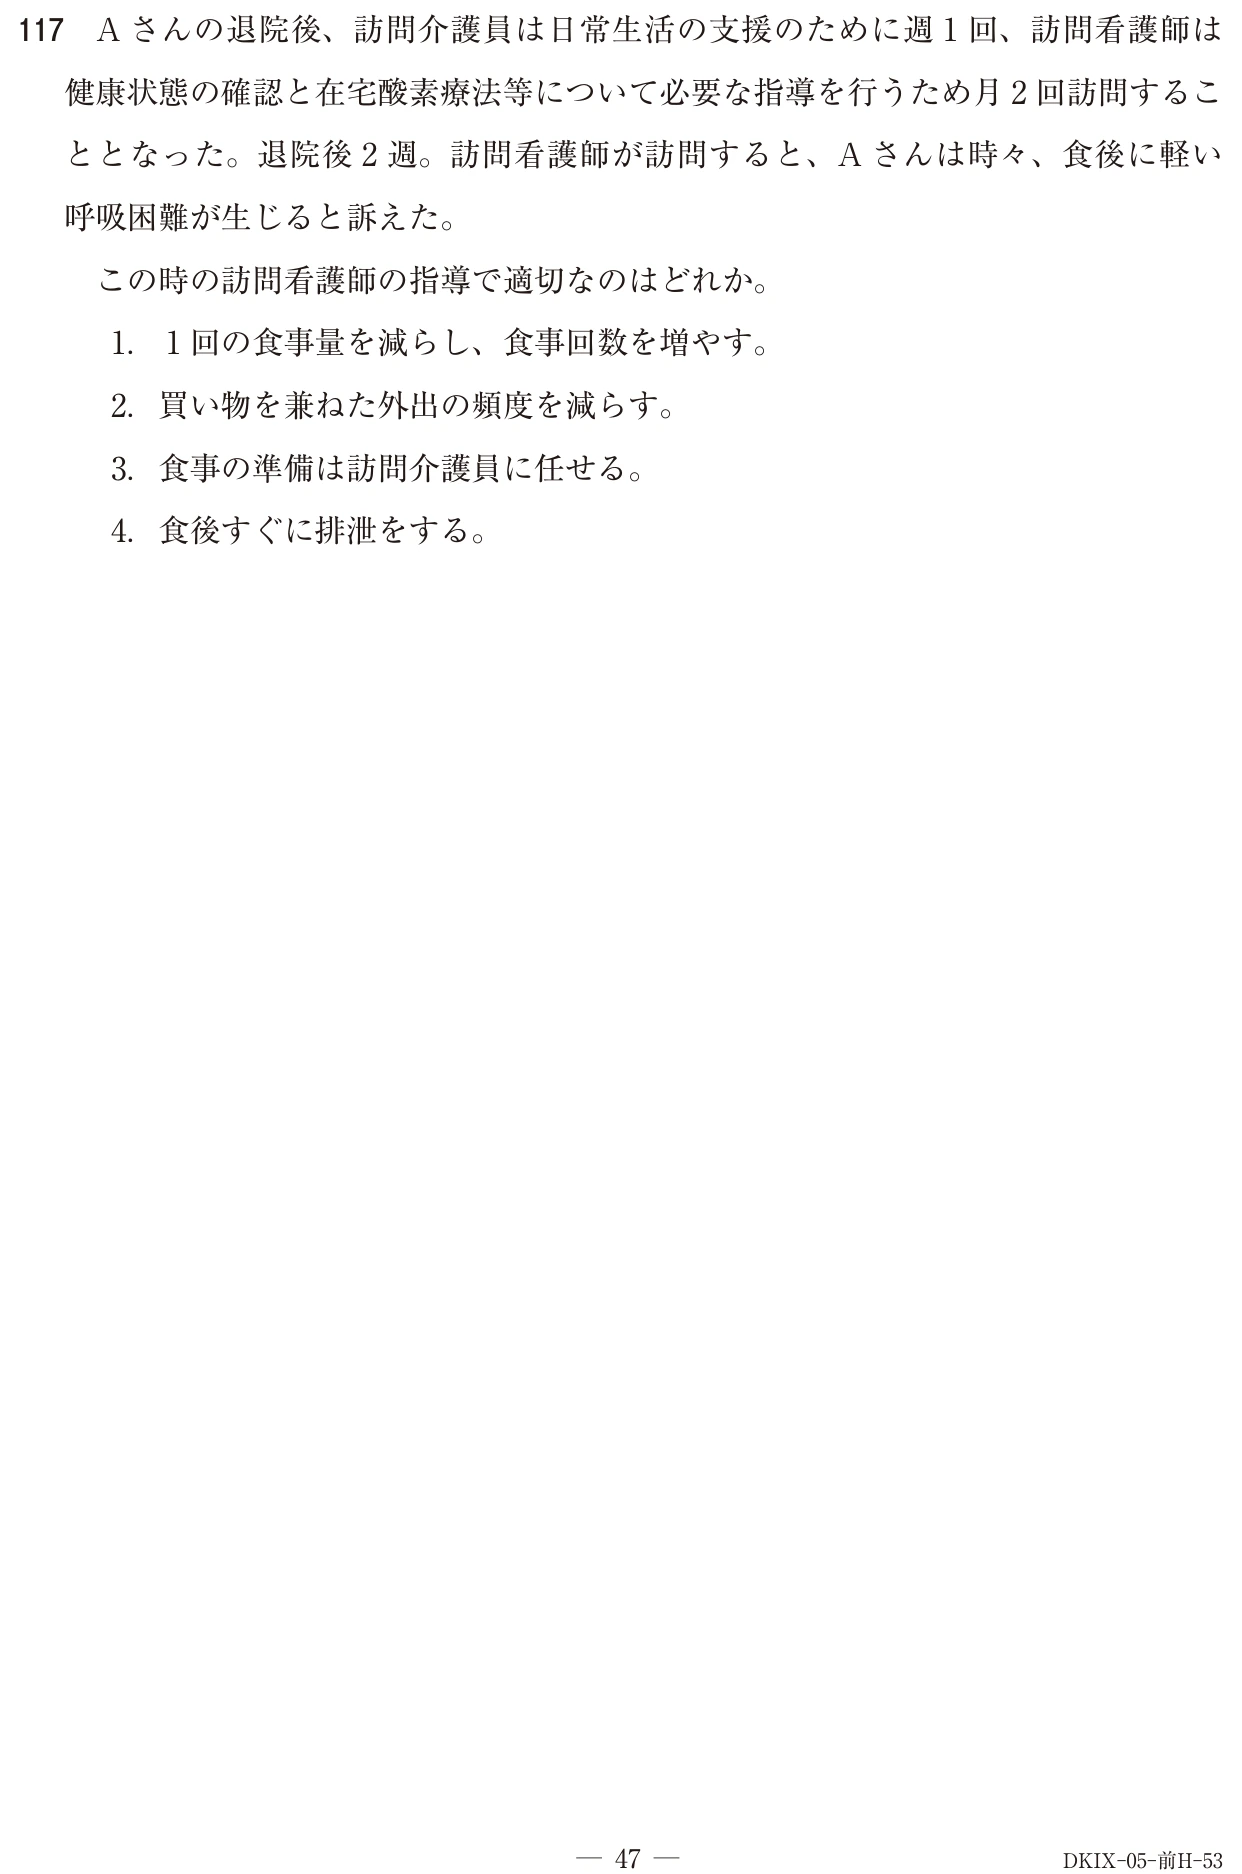 117 Aさんの退院後、訪問介護員は日常生活の支援のために週1回、訪問看護師は
健康状態の確認と在宅酸素療法等について必要な指導を行うため月2回訪問するこ
ととなった。退院後2週。訪問看護師が訪問すると、Aさんは時々、食後に軽い
呼吸困難が生じると訴えた。
この時の訪問看護師の指導で適切なのはどれか。
1. 1回の食事量を減らし、食事回数を増やす。
2. 買い物を兼ねた外出の頻度を減らす。
3. 食事の準備は訪問介護員に任せる。
4. 食後すぐに排泄をする。
— 47 —
DKIX-05-前H-53